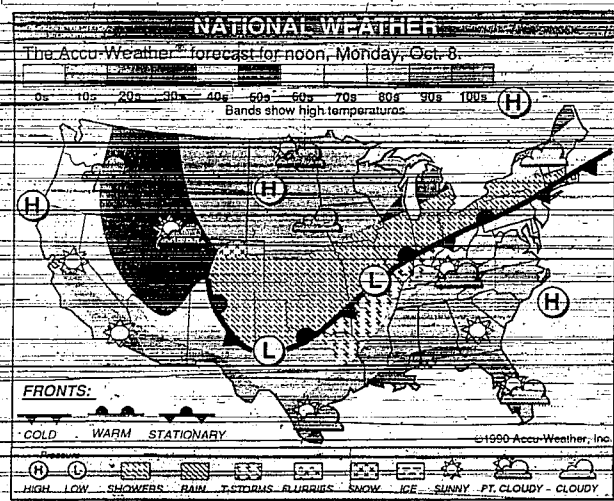 NATIONAL WEATHER
The Accu-Weather® forecast for noon, Monday, Oct. 8.
0s 10s 20s 30s 40s 50s 60s 70s 80s 90s 100s
Bands show high temperatures
H
H
H
L
L
H
FRONTS:
COLD WARM STATIONARY
©1990 Accu-Weather, Inc.
Pressure
H L
HIGH LOW SHOWERS RAIN T-STORMS FLURRIES SNOW ICE SUNNY PT. CLOUDY CLOUDY